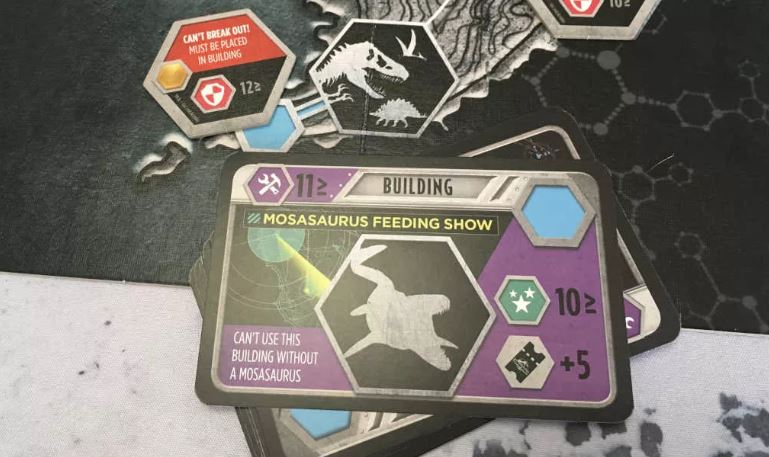 CAN'T BREAK OUT!
MUST BE PLACED
IN BUILDING
12≥
11≥ BUILDING
MOSASAURUS FEEDING SHOW
10≥
CAN'T USE THIS
BUILDING WITHOUT
A MOSASAURUS
+5